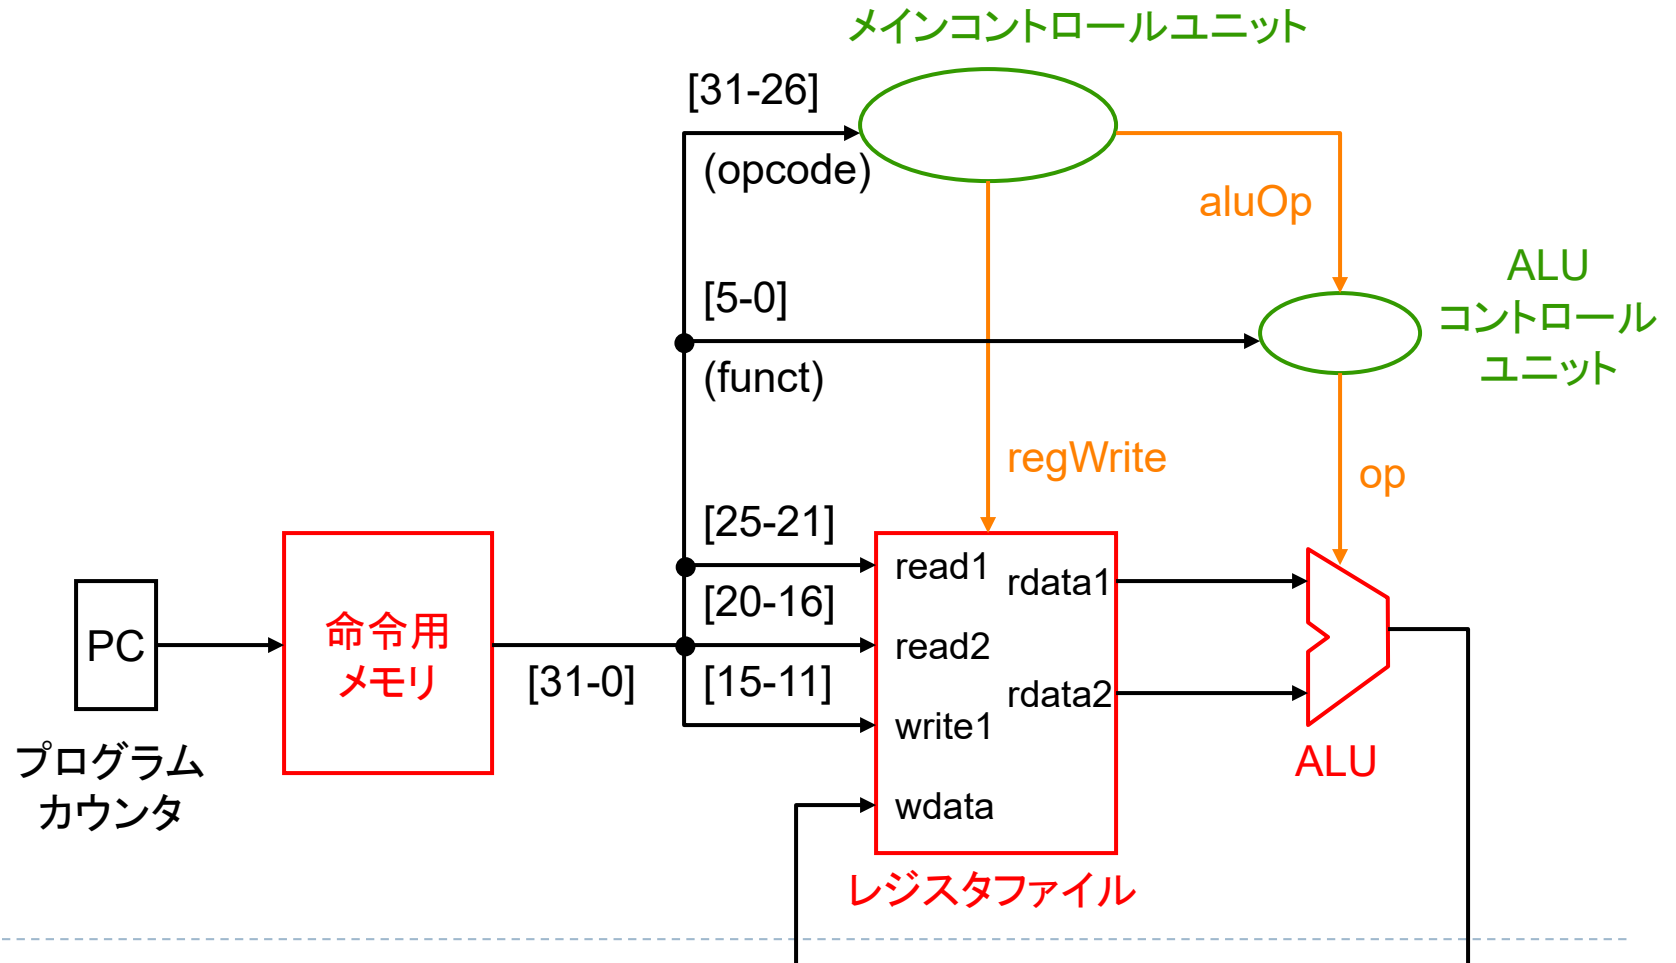 メインコントロールユニット
[31-26]
(opcode)
aluOp
ALU
コントロール
ユニット
[5-0]
(funct)
regWrite
op
[25-21]
read1
rdata1
[20-16]
PC
命令用
メモリ
read2
[31-0]
[15-11]
rdata2
write1
プログラム
カウンタ
ALU
wdata
レジスタファイル